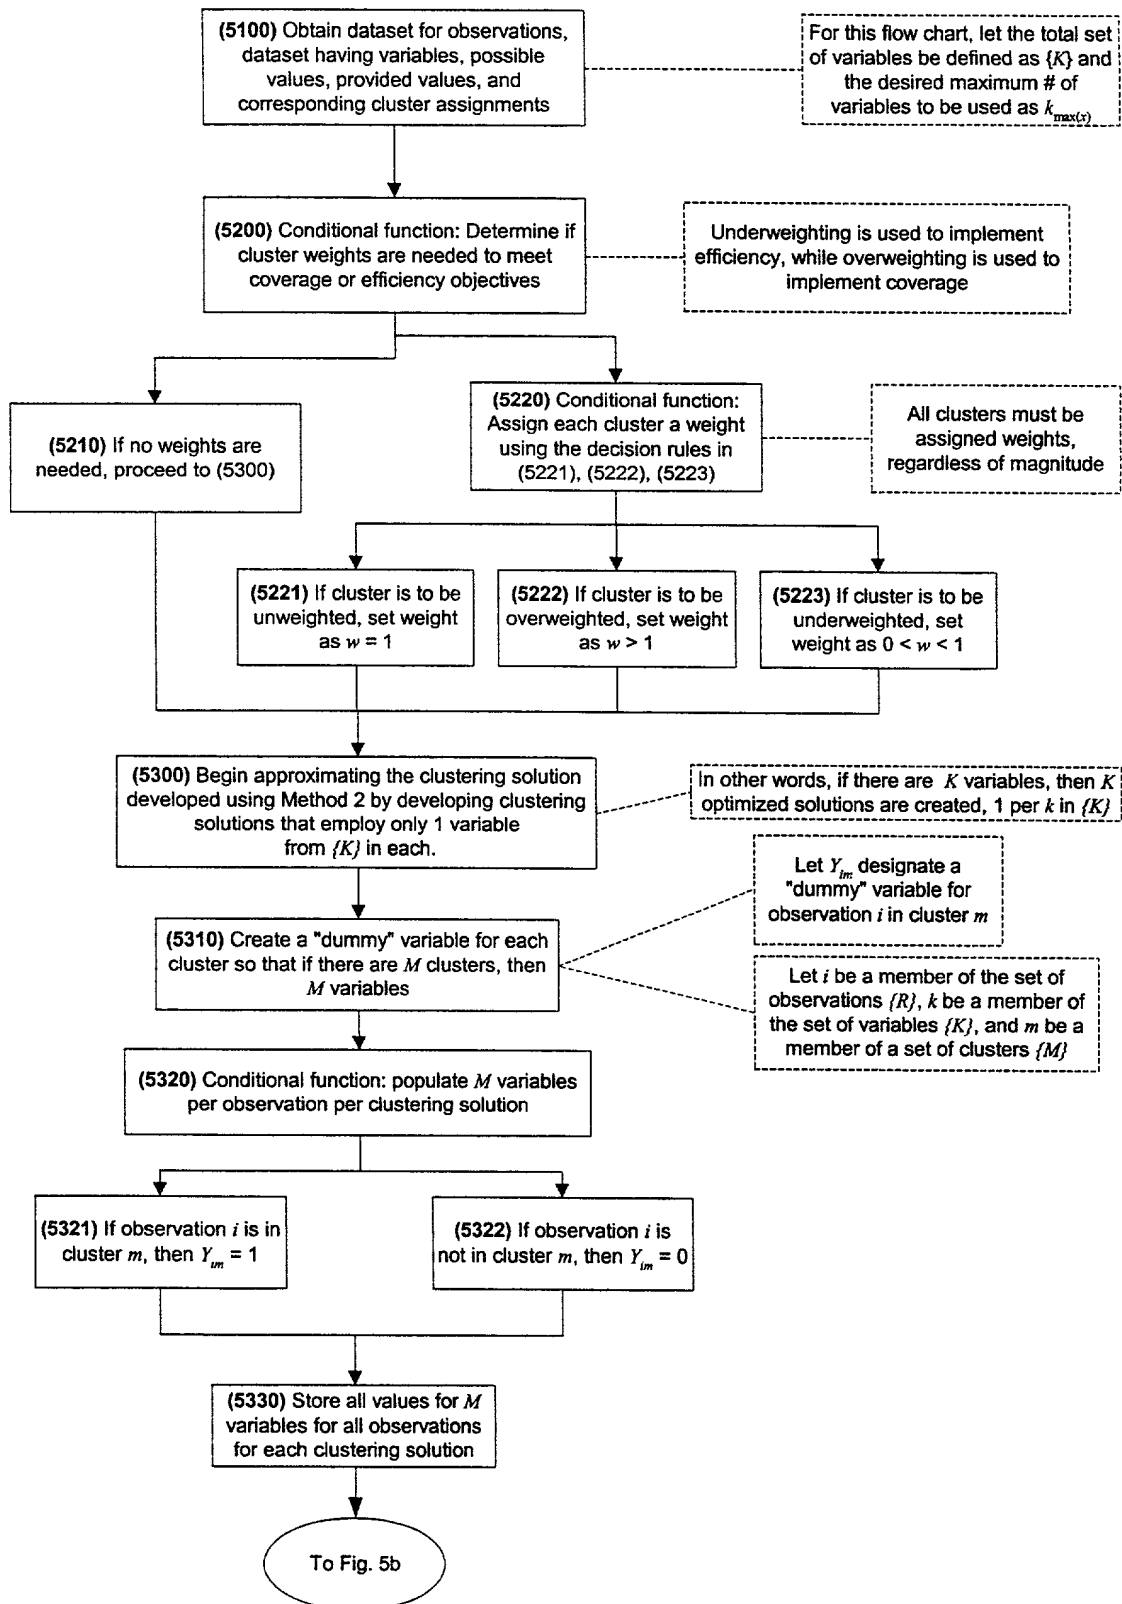 (5100) Obtain dataset for observations,
dataset having variables, possible
values, provided values, and
corresponding cluster assignments
For this flow chart, let the total set
of variables be defined as {K} and
the desired maximum # of
variables to be used as k_max(x)
(5200) Conditional function: Determine if
cluster weights are needed to meet
coverage or efficiency objectives
Underweighting is used to implement
efficiency, while overweighting is used to
implement coverage
(5210) If no weights are
needed, proceed to (5300)
(5220) Conditional function:
Assign each cluster a weight
using the decision rules in
(5221), (5222), (5223)
All clusters must be
assigned weights,
regardless of magnitude
(5221) If cluster is to be
unweighted, set weight
as w = 1
(5222) If cluster is to be
overweighted, set weight
as w > 1
(5223) If cluster is to be
underweighted, set
weight as 0 < w < 1
(5300) Begin approximating the clustering solution
developed using Method 2 by developing clustering
solutions that employ only 1 variable
from {K} in each.
In other words, if there are K variables, then K
optimized solutions are created, 1 per k in {K}
Let Y_im designate a
"dummy" variable for
observation i in cluster m
(5310) Create a "dummy" variable for each
cluster so that if there are M clusters, then
M variables
Let i be a member of the set of
observations {R}, k be a member of
the set of variables {K}, and m be a
member of a set of clusters {M}
(5320) Conditional function: populate M variables
per observation per clustering solution
(5321) If observation i is in
cluster m, then Y_im = 1
(5322) If observation i is
not in cluster m, then Y_im = 0
(5330) Store all values for M
variables for all observations
for each clustering solution
To Fig. 5b